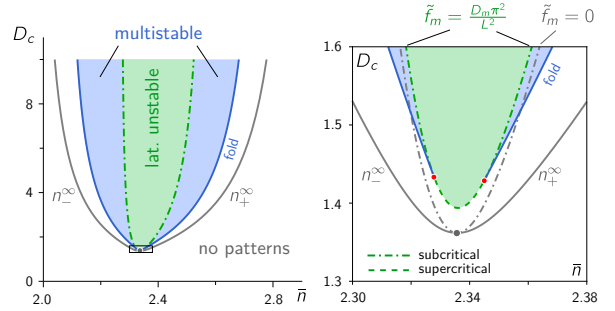 D_c
multistable
8
4
0
lat. unstable
fold
n_−^∞
n_+^∞
no patterns
2.0
2.4
2.8
n̅
f̃_m = D_mπ²/L²
f̃_m = 0
1.6
D_c
1.5
1.4
1.3
fold
n_−^∞
n_+^∞
subcritical
supercritical
n̅
2.30
2.34
2.38